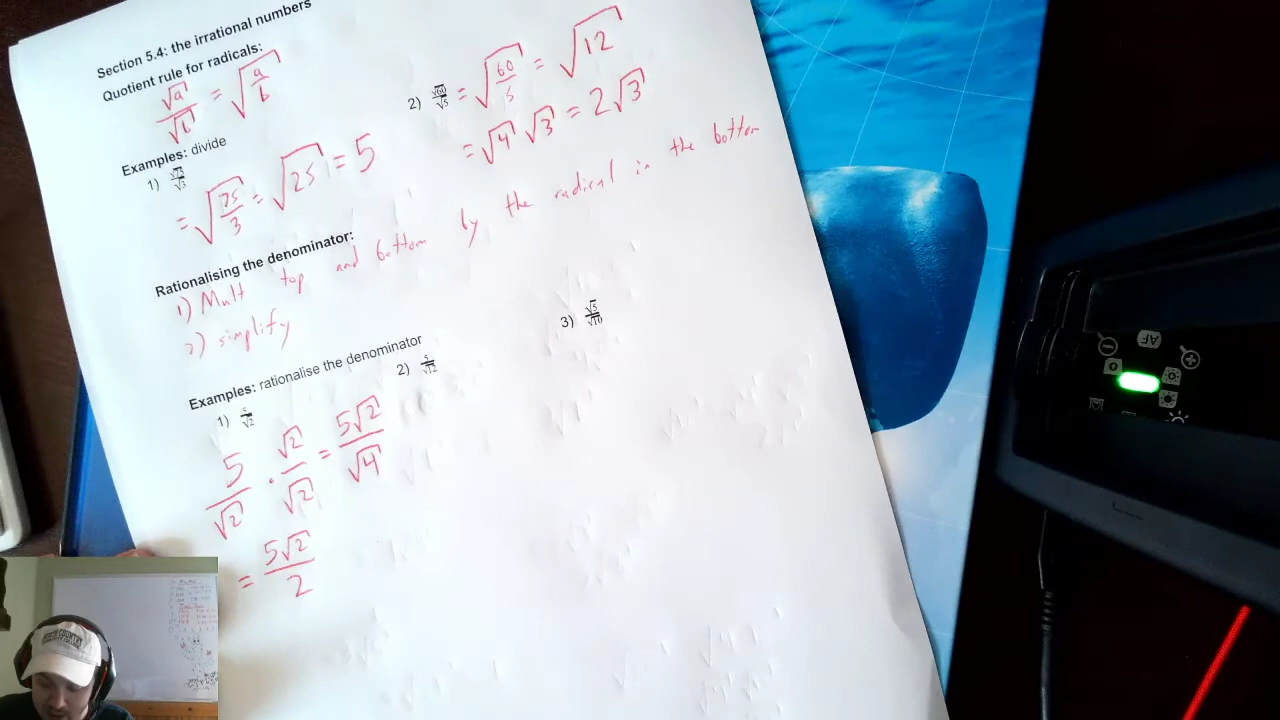 Section 5.4: the irrational numbers
Quotient rule for radicals:
√a/√b = √(a/b)
Examples: divide
1) √75/√3
= √(75/3) = √25 = 5
2) √60/√5 = √(60/5) = √12
= √4 √3 = 2√3
Rationalising the denominator:
1) Mult top and bottom by the radical in the bottom
2) simplify
Examples: rationalise the denominator
1) 5/√2
5/√2 · √2/√2 = 5√2/√4
= 5√2/2
2) 5/√12
3) √5/√10
AF